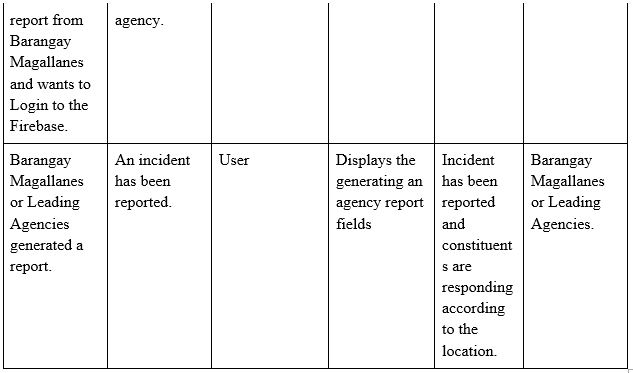 report from
Barangay
Magallanes
and wants to
Login to the
Firebase.
agency.
Barangay
Magallanes
or Leading
Agencies
generated a
report.
An incident
has been
reported.
User
Displays the
generating an
agency report
fields
Incident
has been
reported
and
constituent
s are
responding
according
to the
location.
Barangay
Magallanes
or Leading
Agencies.